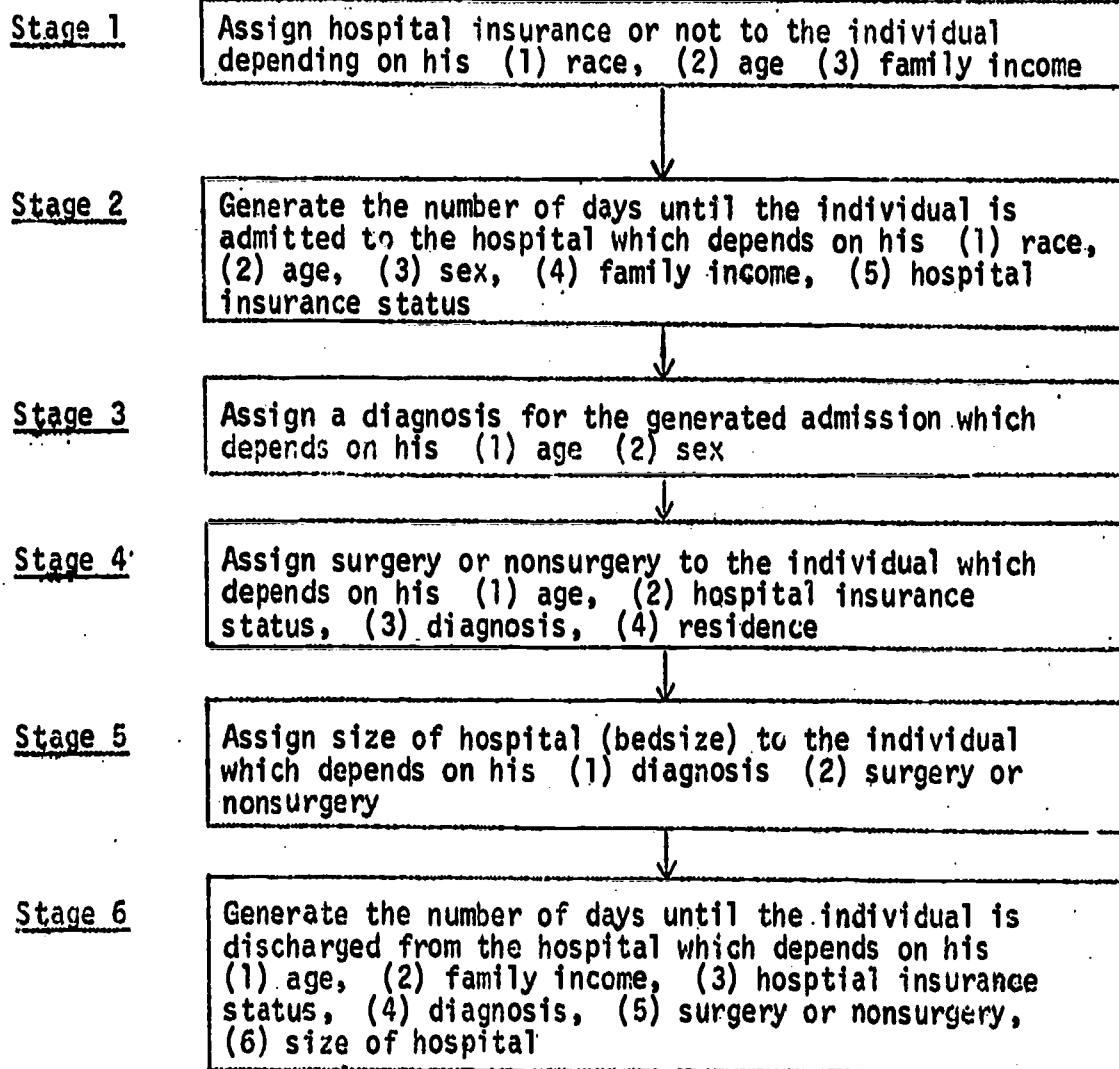 Stage 1
Assign hospital insurance or not to the individual
depending on his (1) race, (2) age (3) family income
Stage 2
Generate the number of days until the individual is
admitted to the hospital which depends on his (1) race,
(2) age, (3) sex, (4) family income, (5) hospital
insurance status
Stage 3
Assign a diagnosis for the generated admission which
depends on his (1) age (2) sex
Stage 4
Assign surgery or nonsurgery to the individual which
depends on his (1) age, (2) hospital insurance
status, (3) diagnosis, (4) residence
Stage 5
Assign size of hospital (bedsize) to the individual
which depends on his (1) diagnosis (2) surgery or
nonsurgery
Stage 6
Generate the number of days until the individual is
discharged from the hospital which depends on his
(1) age, (2) family income, (3) hosptial insurance
status, (4) diagnosis, (5) surgery or nonsurgery,
(6) size of hospital